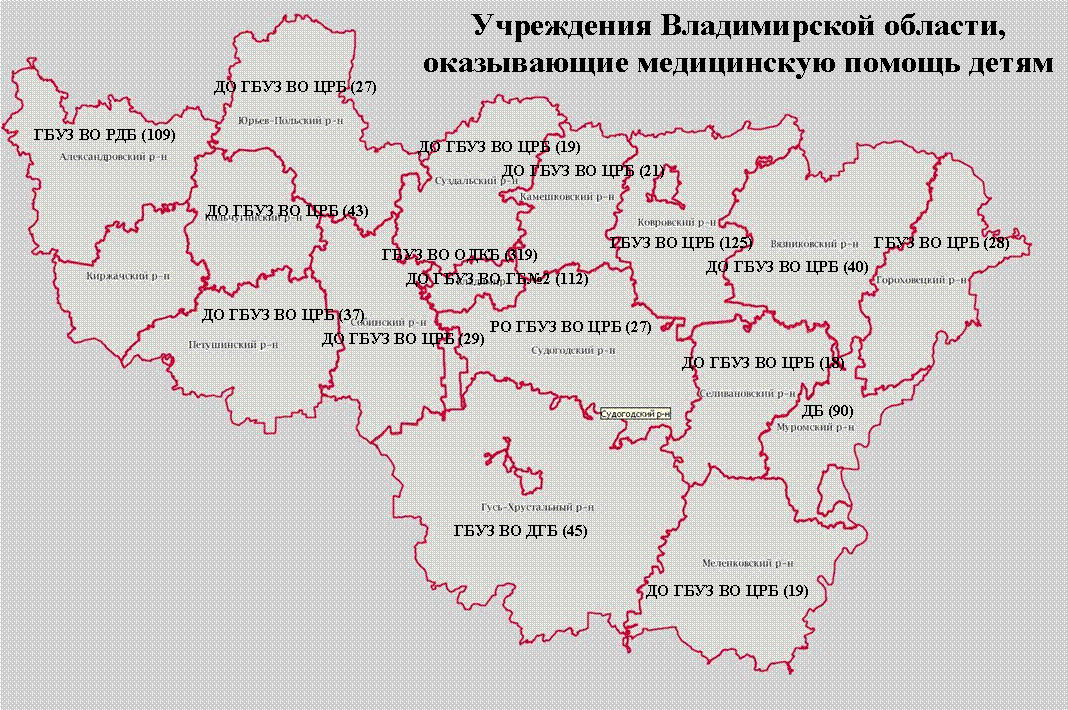 Учреждения Владимирской области,
оказывающие медицинскую помощь детям
ДО ГБУЗ ВО ЦРБ (27)
Юрьев-Польский р-н
ГБУЗ ВО РДБ (109)
Александровский р-н
ДО ГБУЗ ВО ЦРБ (19)
Суздальский р-н
ДО ГБУЗ ВО ЦРБ (21)
Камешковский р-н
ДО ГБУЗ ВО ЦРБ (43)
Кольчугинский р-н
Ковровский р-н
ГБУЗ ВО ЦРБ (125)
Вязниковский р-н
ГБУЗ ВО ЦРБ (28)
ГБУЗ ВО ОДКБ (319)
ДО ГБУЗ ВО ЦРБ (40)
Киржачский р-н
ДО ГБУЗ ВО ГБ№2 (112)
Гороховецкий р-н
ДО ГБУЗ ВО ЦРБ (37)
Собинский р-н
РО ГБУЗ ВО ЦРБ (27)
Петушинский р-н
ДО ГБУЗ ВО ЦРБ (29)
Судогодский р-н
ДО ГБУЗ ВО ЦРБ (18)
Селивановский р-н
Судогодский р-н
ДБ (90)
Муромский р-н
Гусь-Хрустальный р-н
ГБУЗ ВО ДГБ (45)
Меленковский р-н
ДО ГБУЗ ВО ЦРБ (19)